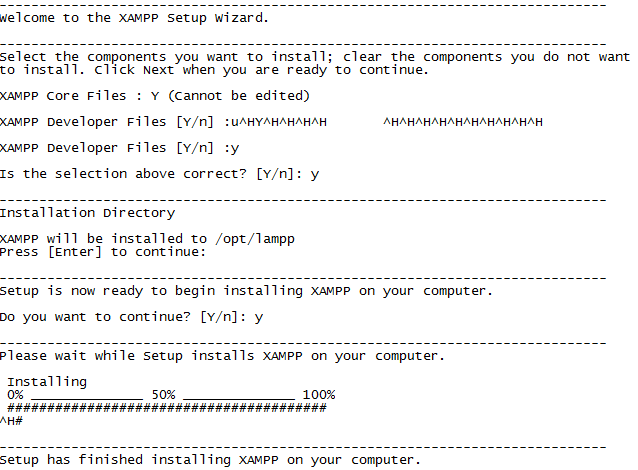 ----------------------------------------------------------------------------
Welcome to the XAMPP Setup Wizard.
----------------------------------------------------------------------------
Select the components you want to install; clear the components you do not want
to install. Click Next when you are ready to continue.
XAMPP Core Files : Y (Cannot be edited)
XAMPP Developer Files [Y/n] :u^HY^H^H^H^H       ^H^H^H^H^H^H^H^H^H^H
XAMPP Developer Files [Y/n] :y
Is the selection above correct? [Y/n]: y
----------------------------------------------------------------------------
Installation Directory
XAMPP will be installed to /opt/lampp
Press [Enter] to continue:
----------------------------------------------------------------------------
Setup is now ready to begin installing XAMPP on your computer.
Do you want to continue? [Y/n]: y
----------------------------------------------------------------------------
Please wait while Setup installs XAMPP on your computer.
Installing
0% ______________ 50% ______________ 100%
########################################
^H#
----------------------------------------------------------------------------
Setup has finished installing XAMPP on your computer.